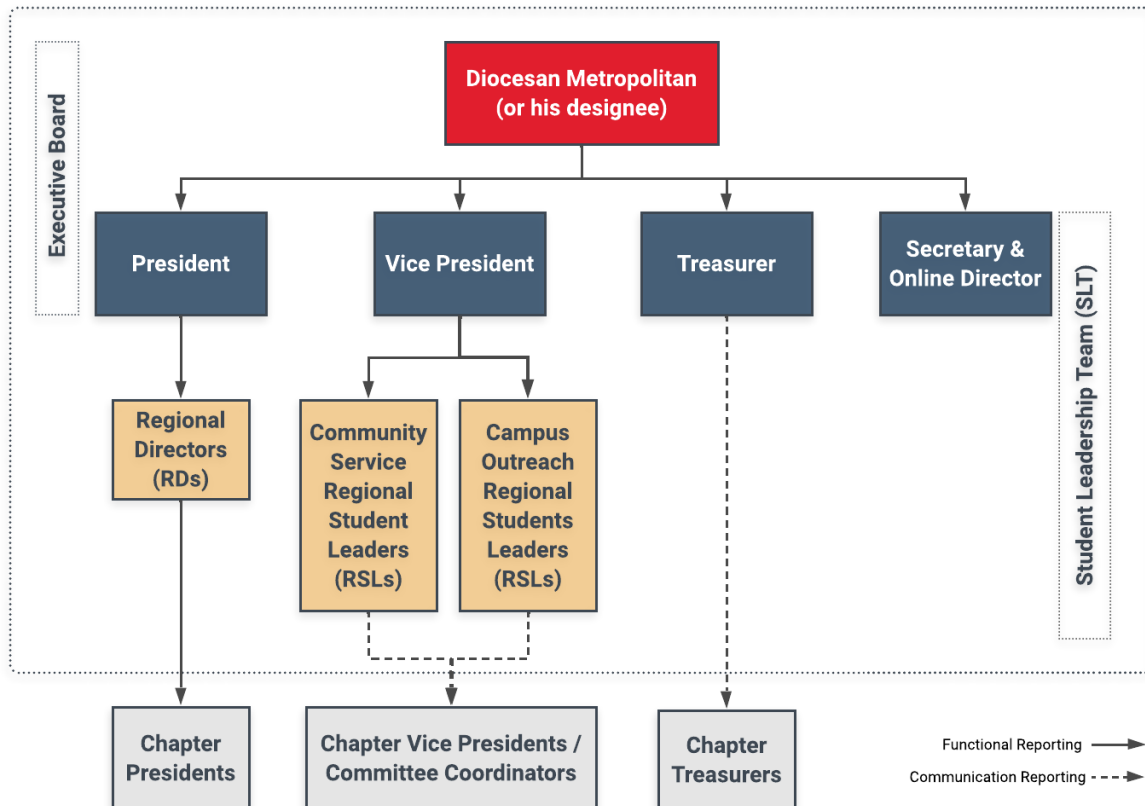 Executive Board
Diocesan Metropolitan
(or his designee)
President
Vice President
Treasurer
Secretary &
Online Director
Student Leadership Team (SLT)
Regional
Directors
(RDs)
Community
Service
Regional
Student
Leaders
(RSLs)
Campus
Outreach
Regional
Students
Leaders
(RSLs)
Chapter
Presidents
Chapter Vice Presidents /
Committee Coordinators
Chapter
Treasurers
Functional Reporting
Communication Reporting